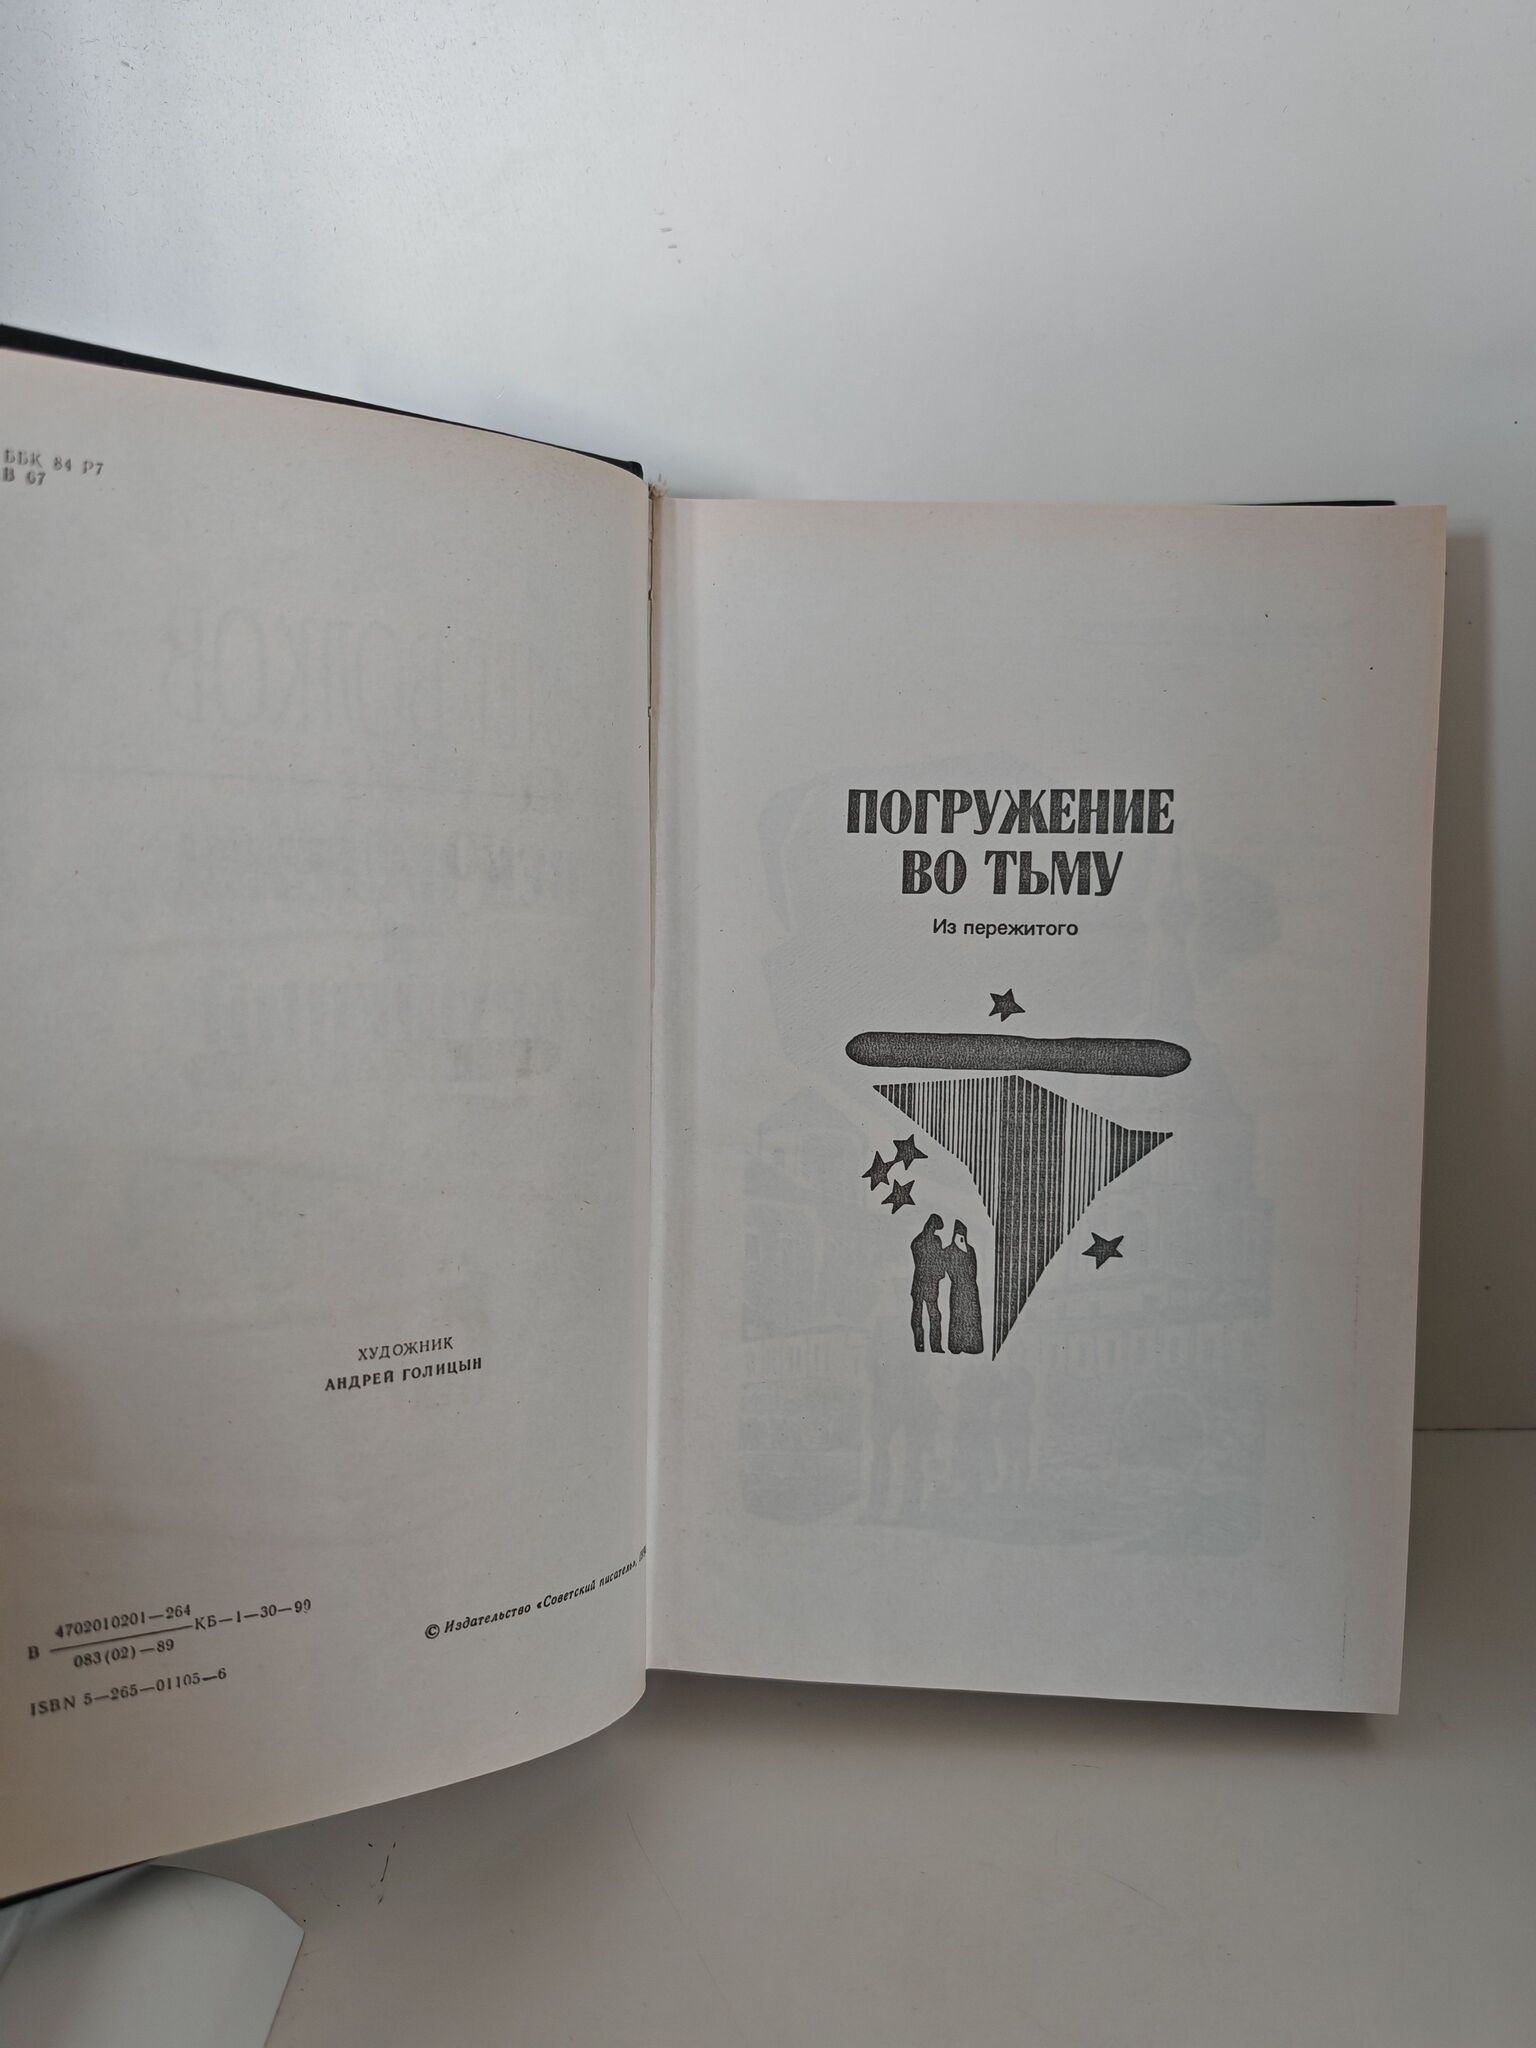 ББК 84 Р7
В 67
ХУДОЖНИК
АНДРЕЙ ГОЛИЦЫН
В 4702010201—264 КБ—1—30—90
083(02)—89
ISBN 5—265—01105—6
© Издательство «Советский писатель»,
ПОГРУЖЕНИЕ
ВО ТЬМУ
Из пережитого